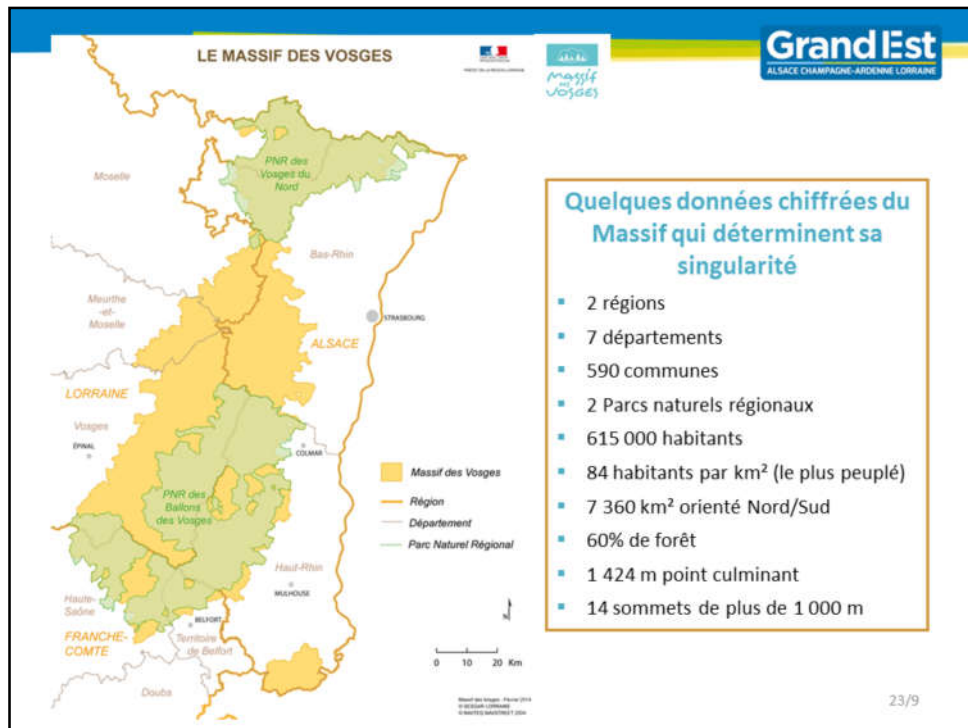 LE MASSIF DES VOSGES
massif
DES
VOSGES
Grand Est
ALSACE CHAMPAGNE-ARDENNE LORRAINE
PNR des
Vosges du
Nord
Moselle
Bas-Rhin
Meurthe
-et-
Moselle
STRASBOURG
ALSACE
LORRAINE
Vosges
ÉPINAL
COLMAR
PNR des
Ballons
des Vosges
Massif des Vosges
Région
Département
Parc Naturel Régional
Haut-Rhin
MULHOUSE
Haute-
Saône
BELFORT
FRANCHE-
COMTE
Territoire
de Belfort
Doubs
N
0 10 20 Km
Massif des Vosges - Février 2014
Quelques données chiffrées du
Massif qui déterminent sa
singularité
▪ 2 régions
▪ 7 départements
▪ 590 communes
▪ 2 Parcs naturels régionaux
▪ 615 000 habitants
▪ 84 habitants par km² (le plus peuplé)
▪ 7 360 km² orienté Nord/Sud
▪ 60% de forêt
▪ 1 424 m point culminant
▪ 14 sommets de plus de 1 000 m
23/9